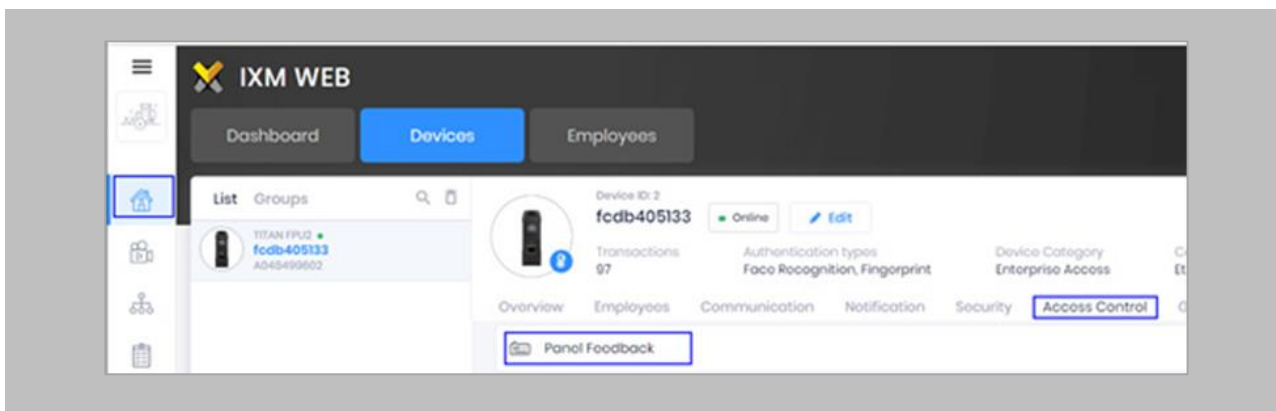 IXM WEB
Dashboard Devices Employees
List Groups
TITAN FPU2
fcdb405133
A048499602
Device ID: 2
fcdb405133 Online Edit
Transactions Authentication types Device Category
97 Face Recognition, Fingerprint Enterprise Access
Overview Employees Communication Notification Security Access Control
Panel Feedback